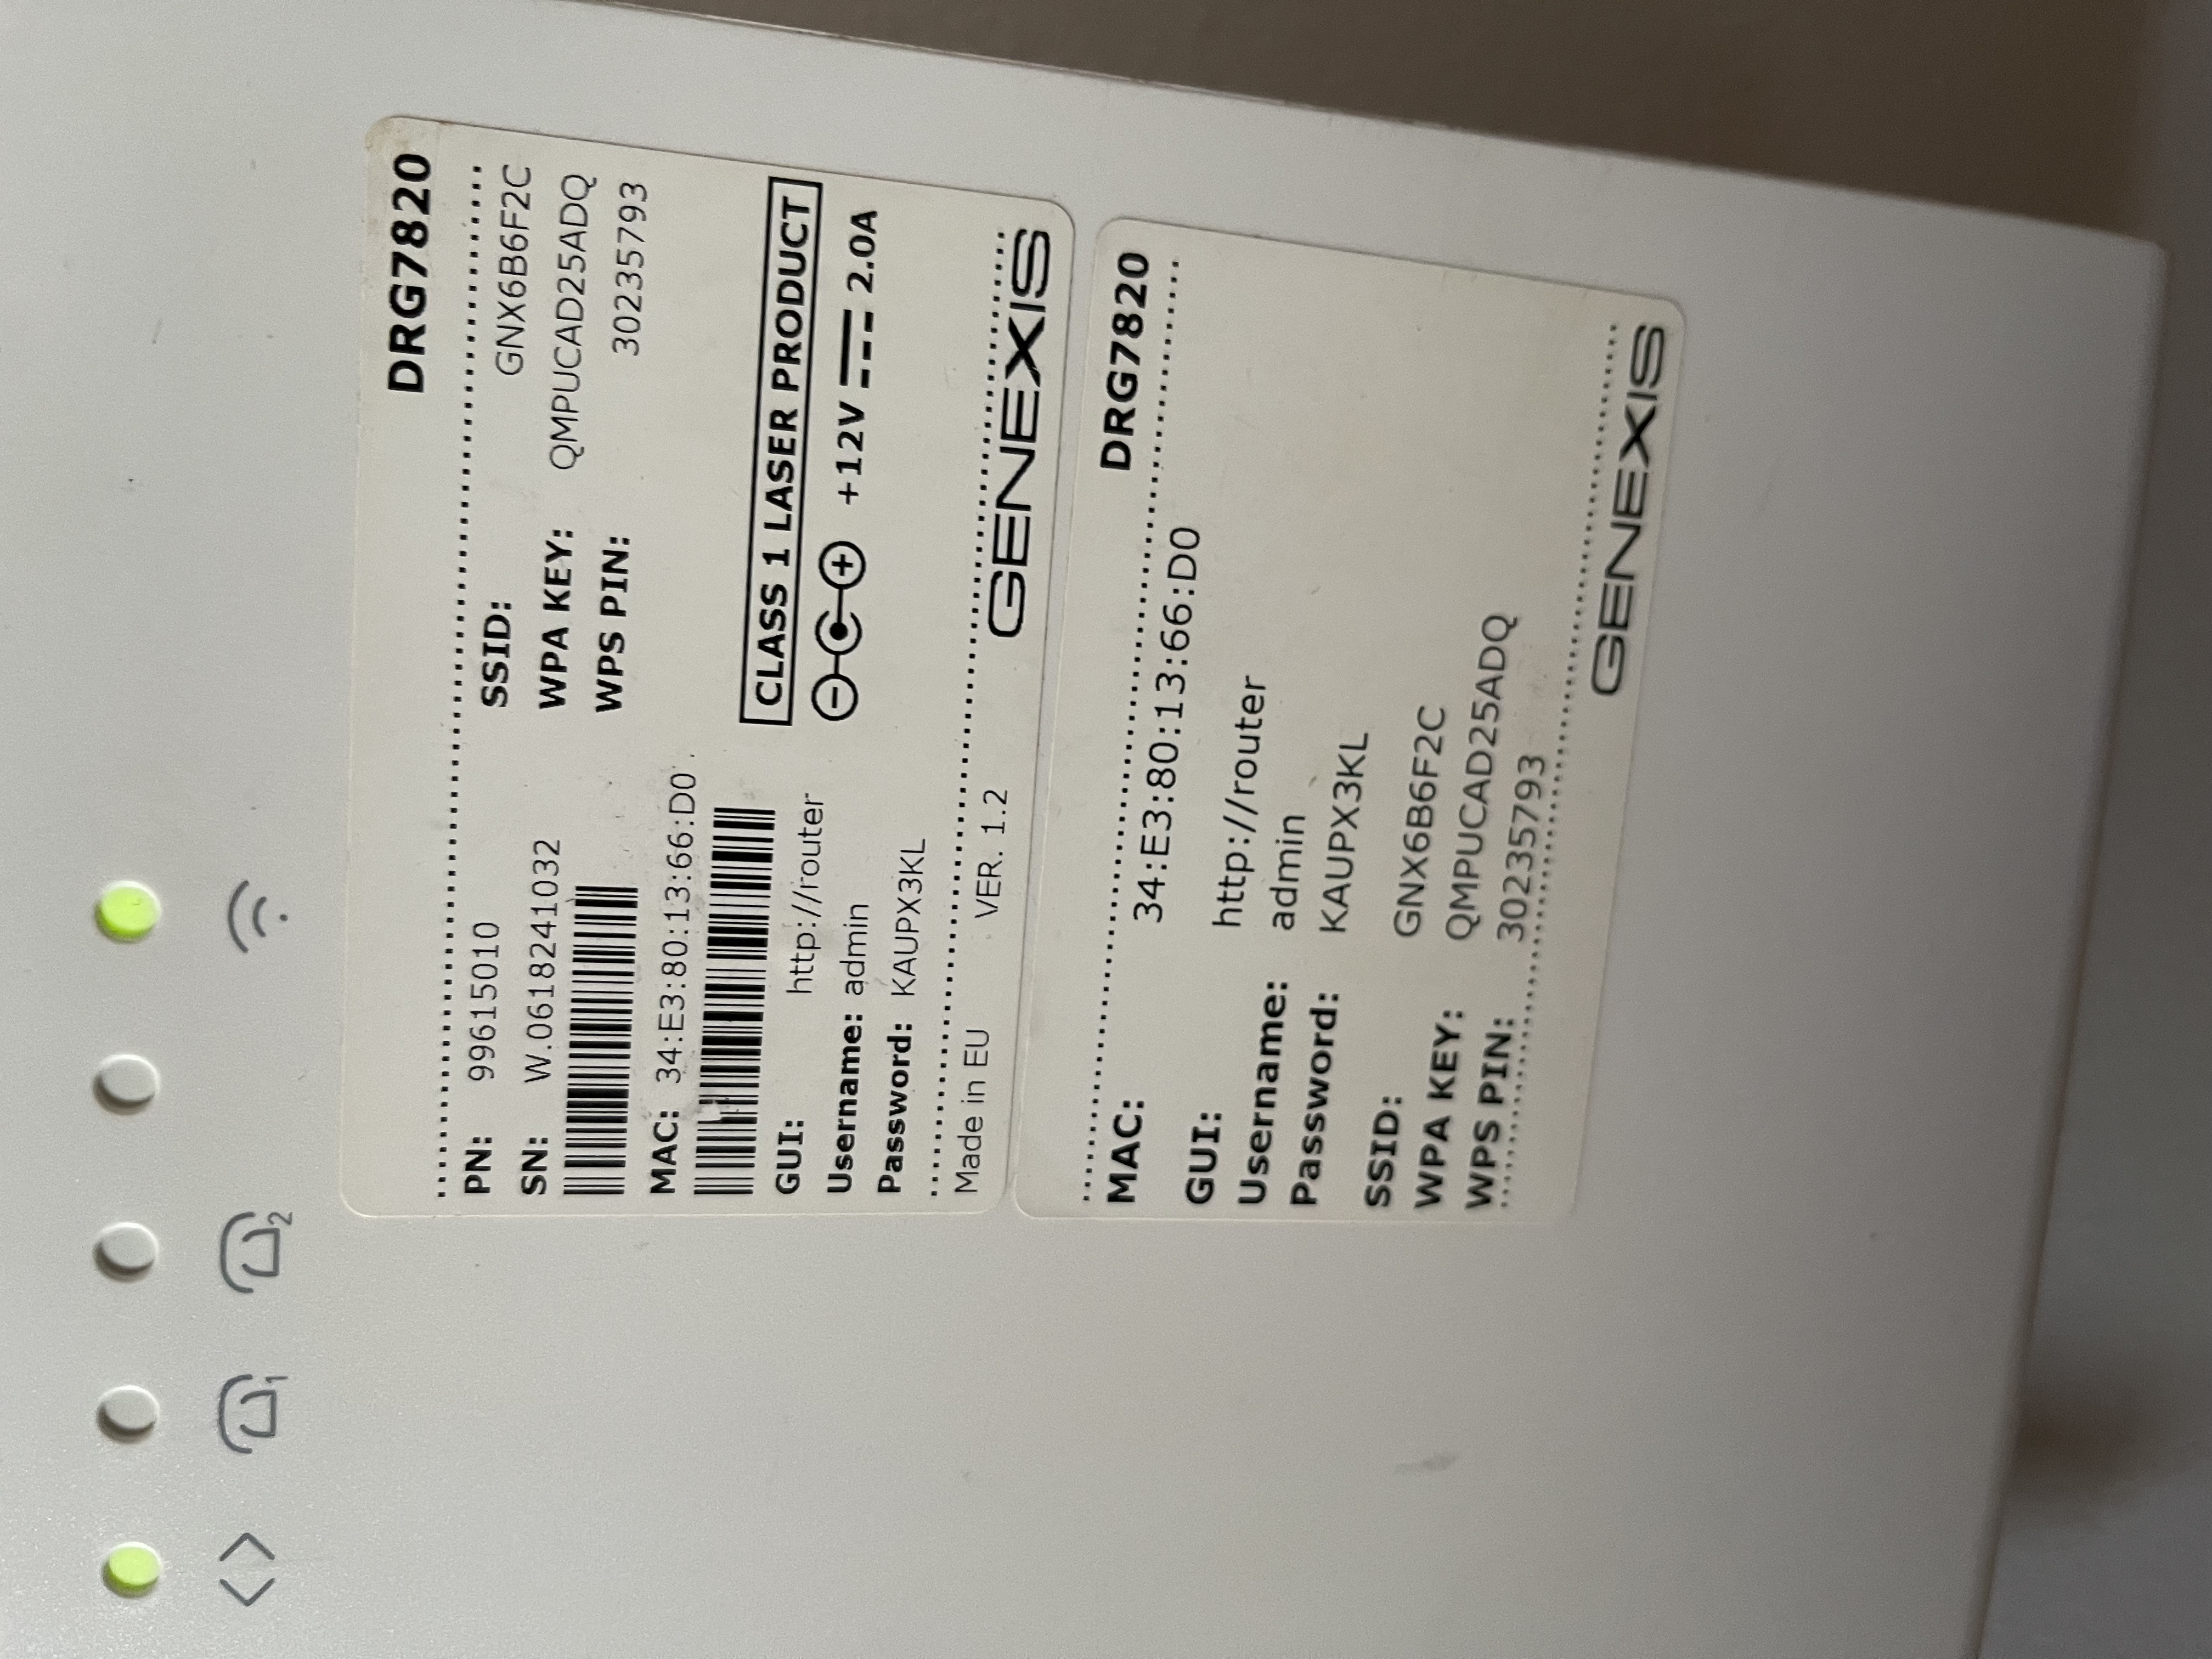 DRG7820
PN: 996115010
SSID: GNX6B6F2C
SN: W.0618241032
WPA KEY: QMPUCAD25ADQ
WPS PIN: 30235793
MAC: 34:E3:80:13:66:D0
CLASS 1 LASER PRODUCT
GUI: http://router
+12V 2.0A
Username: admin
Password: KAUPX3KL
Made in EU VER. 1.2
GENEXIS
DRG7820
MAC: 34:E3:80:13:66:D0
GUI: http://router
Username: admin
Password: KAUPX3KL
SSID: GNX6B6F2C
WPA KEY: QMPUCAD25ADQ
WPS PIN: 30235793
GENEXIS
1
2